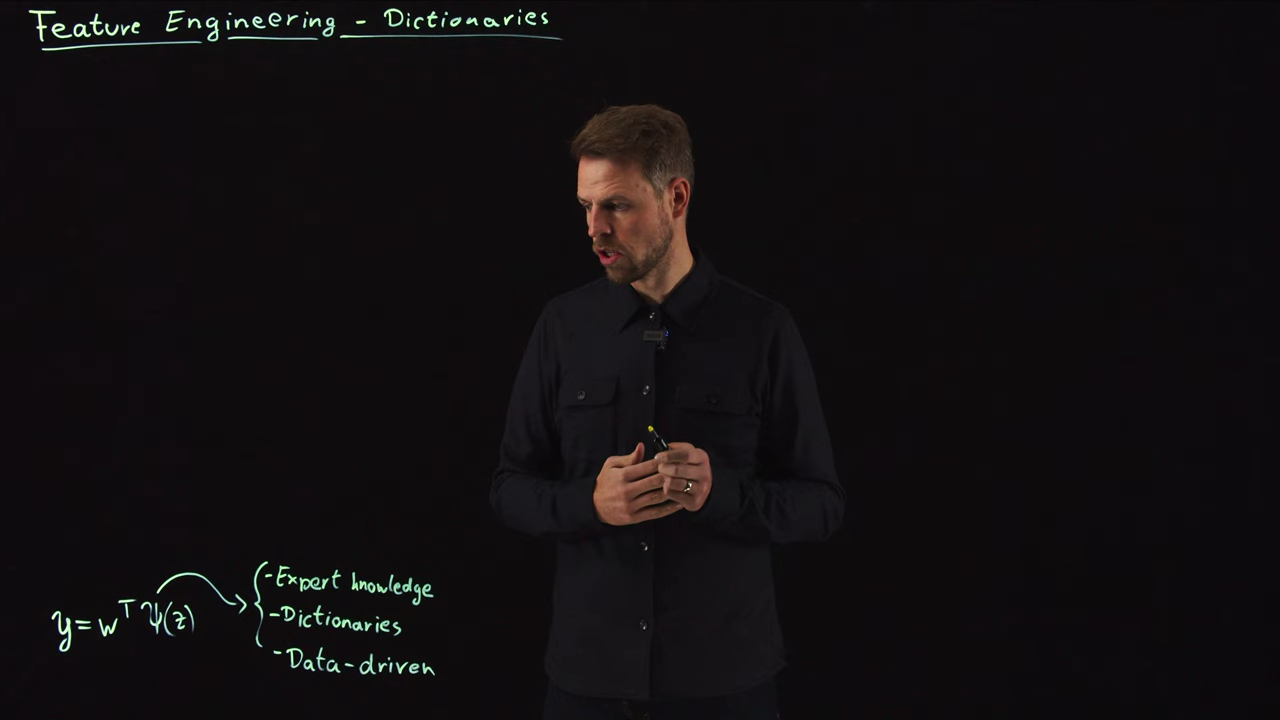 Feature Engineering - Dictionaries
- Expert knowledge
y = w^T ψ(z)
- Dictionaries
- Data-driven